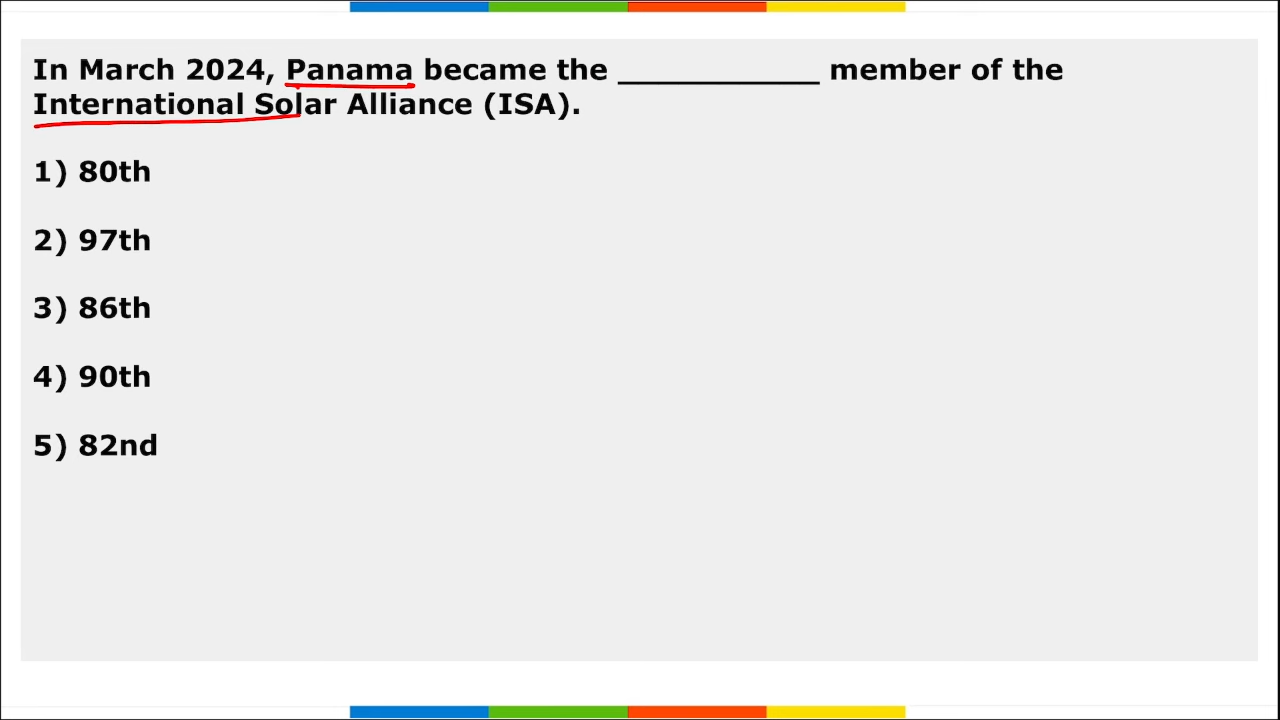 In March 2024, Panama became the ____________ member of the
International Solar Alliance (ISA).
1) 80th
2) 97th
3) 86th
4) 90th
5) 82nd